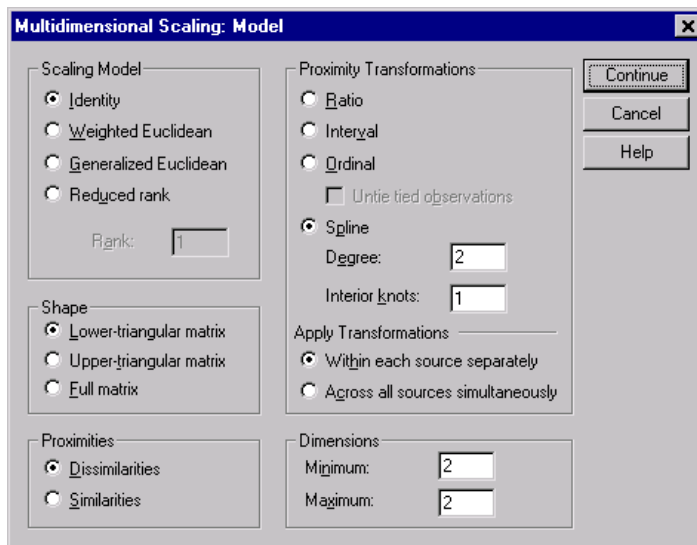 Multidimensional Scaling: Model
Scaling Model
Identity
Weighted Euclidean
Generalized Euclidean
Reduced rank
Rank: 1
Shape
Lower-triangular matrix
Upper-triangular matrix
Full matrix
Proximities
Dissimilarities
Similarities
Proximity Transformations
Ratio
Interval
Ordinal
Untie tied observations
Spline
Degree: 2
Interior knots: 1
Apply Transformations
Within each source separately
Across all sources simultaneously
Dimensions
Minimum: 2
Maximum: 2
Continue
Cancel
Help